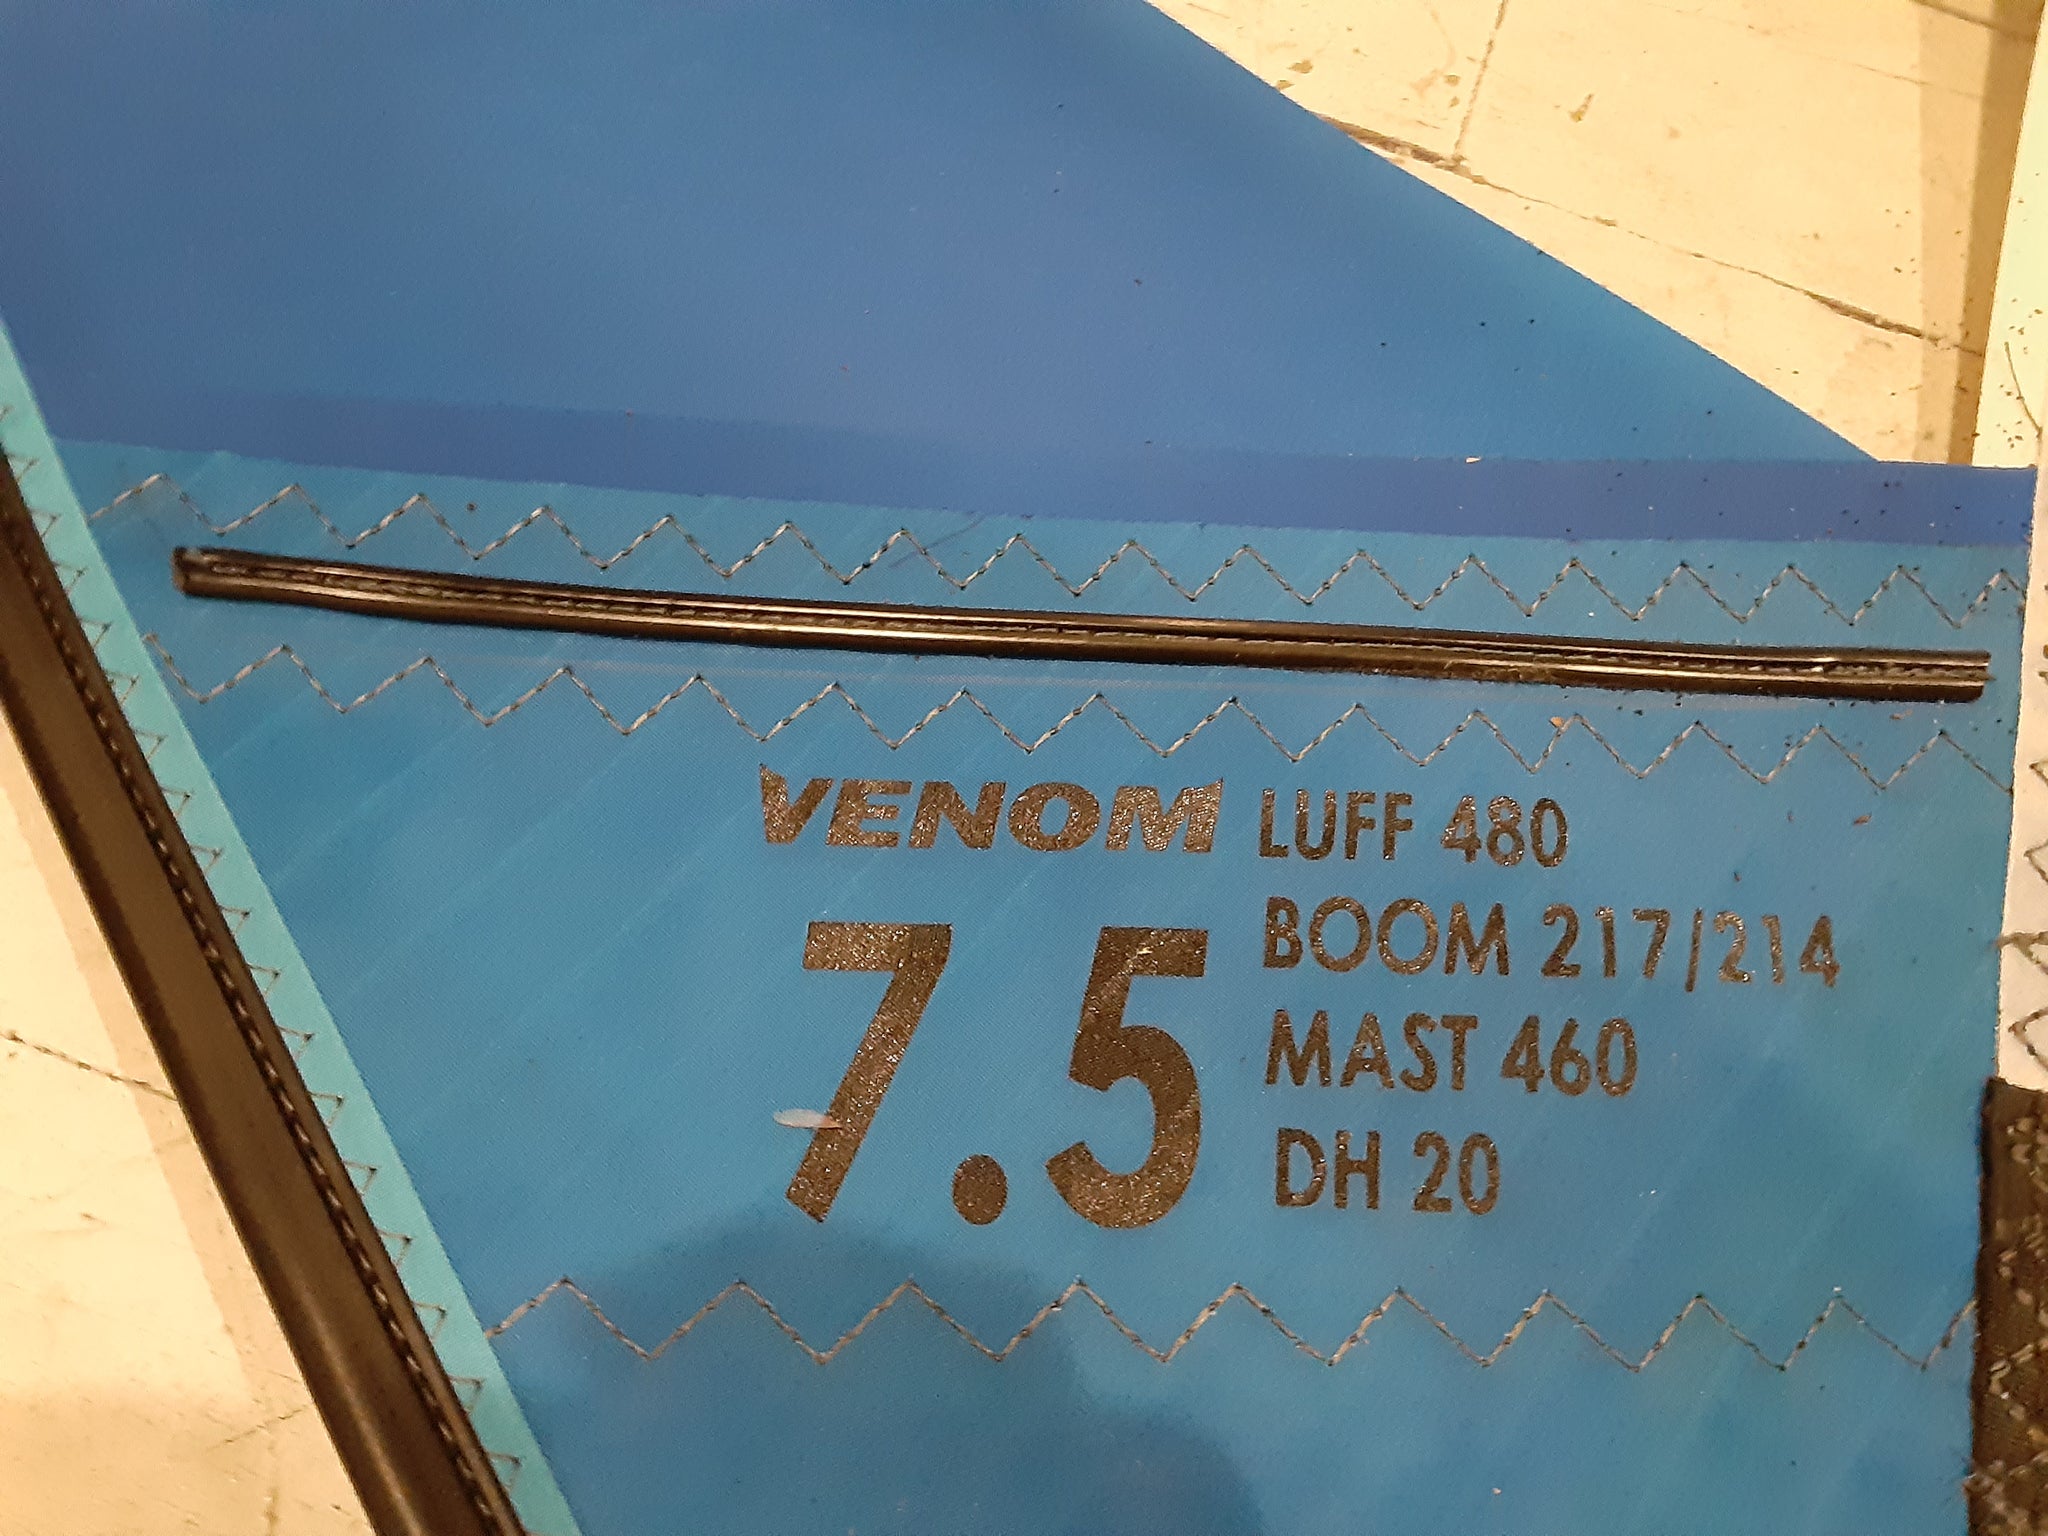 VENOM
7.5
LUFF 480
BOOM 217/214
MAST 460
DH 20